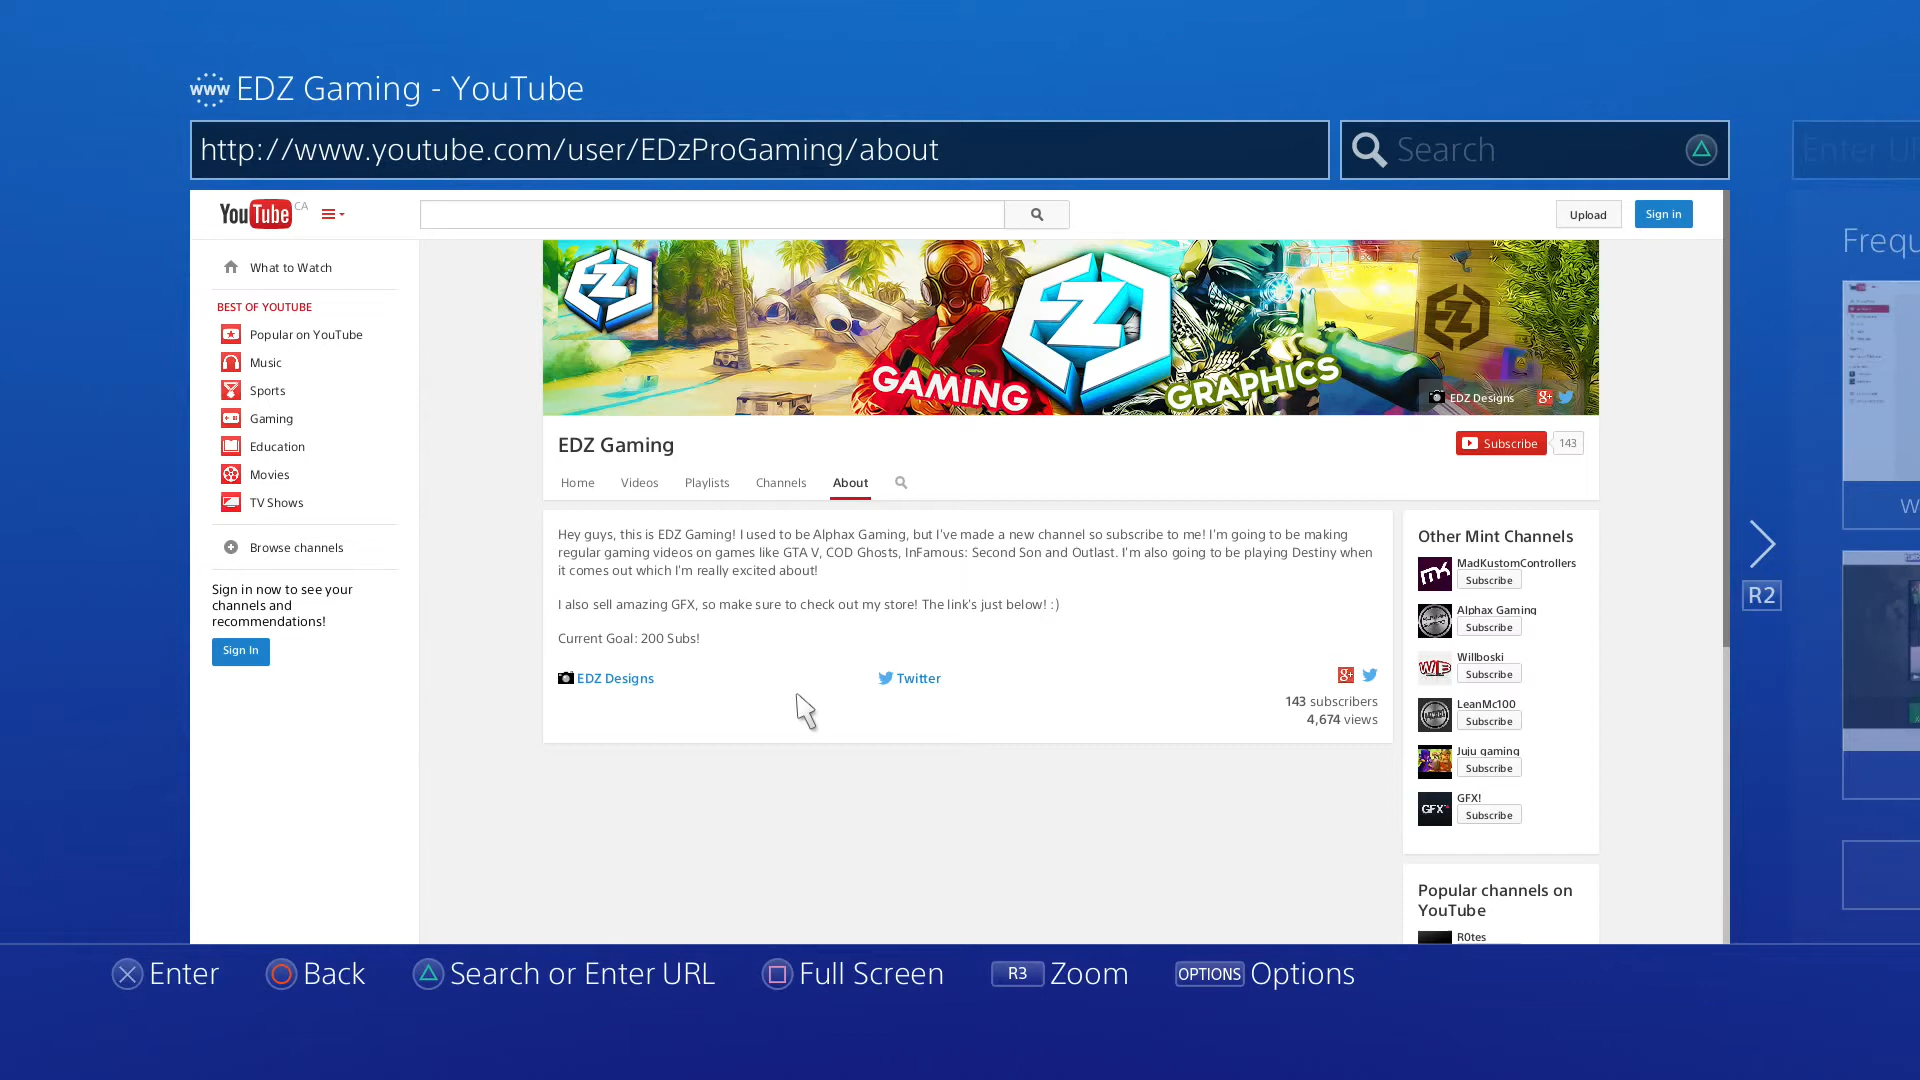 www EDZ Gaming - YouTube
http://www.youtube.com/user/EDzProGaming/about
Search
Enter
YouTube CA
Upload
Sign in
What to Watch
BEST OF YOUTUBE
Popular on YouTube
Music
Sports
Gaming
Education
Movies
TV Shows
Browse channels
Sign in now to see your
channels and
recommendations!
Sign In
EZ
EZ
EZ
GAMING
GRAPHICS
EDZ Designs
EDZ Gaming
Subscribe 143
Home Videos Playlists Channels About
Hey guys, this is EDZ Gaming! I used to be Alphax Gaming, but I've made a new channel so subscribe to me! I'm going to be making
regular gaming videos on games like GTA V, COD Ghosts, InFamous: Second Son and Outlast. I'm also going to be playing Destiny when
it comes out which I'm really excited about!
I also sell amazing GFX, so make sure to check out my store! The link's just below! :)
Current Goal: 200 Subs!
EDZ Designs
Twitter
143 subscribers
4,674 views
Other Mint Channels
MadKustomControllers
Subscribe
Alphax Gaming
Subscribe
Willboski
Subscribe
LeanMc100
Subscribe
Juju gaming
Subscribe
GFX!
GFX
Subscribe
Popular channels on
YouTube
R0tes
R2
Enter
Back
Search or Enter URL
Full Screen
R3 Zoom
OPTIONS Options